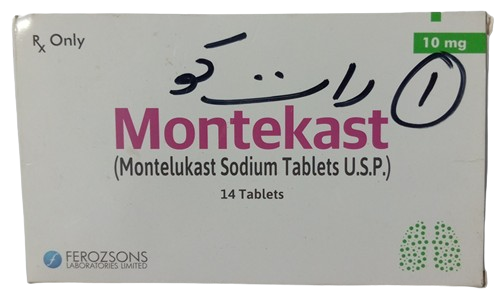 Rx Only
10 mg
رات کو ①
Montekast
(Montelukast Sodium Tablets U.S.P.)
14 Tablets
FEROZSONS
LABORATORIES LIMITED